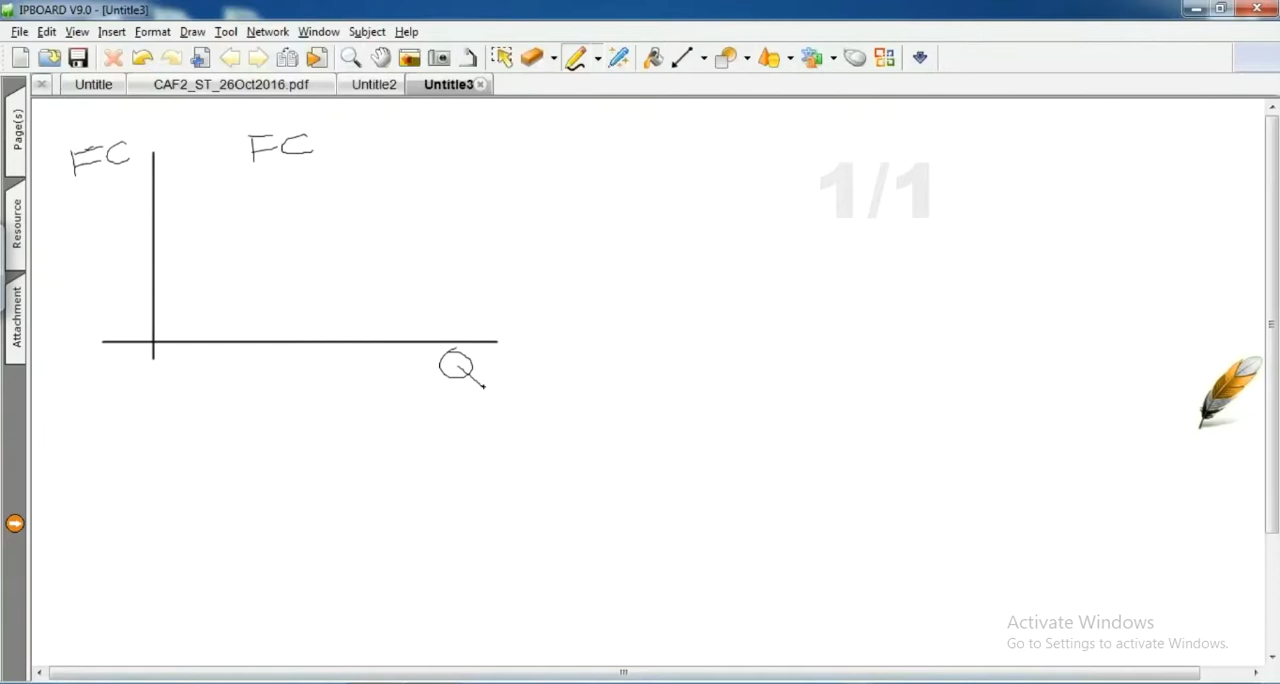 IPBOARD V9.0 - [Untitle3]
File Edit View Insert Format Draw Tool Network Window Subject Help
Untitle CAF2_ST_26Oct2016.pdf Untitle2 Untitle3
Page(s)
Resource
Attachment
FC FC
1/1
Q
Activate Windows
Go to Settings to activate Windows.